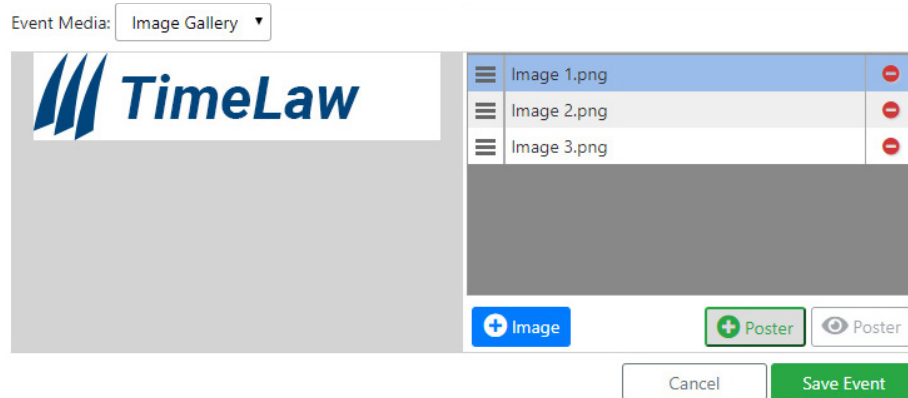 Event Media: Image Gallery
TimeLaw
Image 1.png
Image 2.png
Image 3.png
Image
Poster
Poster
Cancel
Save Event